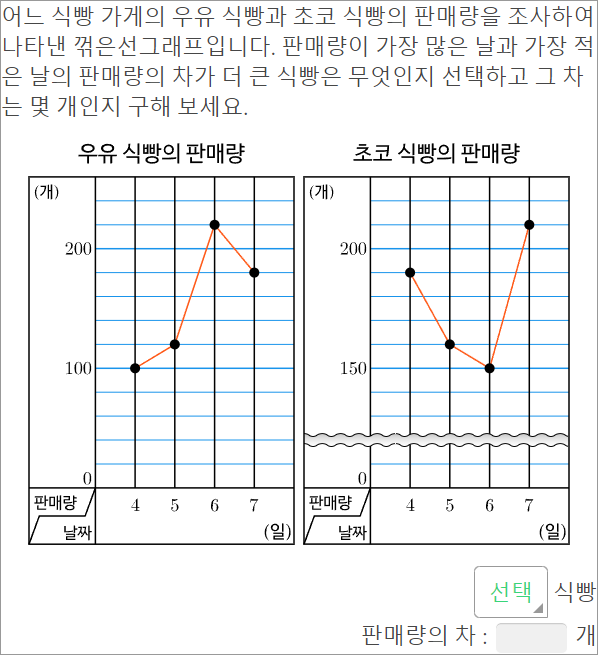 어느 식빵 가게의 우유 식빵과 초코 식빵의 판매량을 조사하여
나타낸 꺾은선그래프입니다. 판매량이 가장 많은 날과 가장 적
은 날의 판매량의 차가 더 큰 식빵은 무엇인지 선택하고 그 차
는 몇 개인지 구해 보세요.
우유 식빵의 판매량
(개)
200
100
0
판매량
날짜
4 5 6 7
(일)
초코 식빵의 판매량
(개)
200
150
0
판매량
날짜
4 5 6 7
(일)
선택 식빵
판매량의 차 : 개